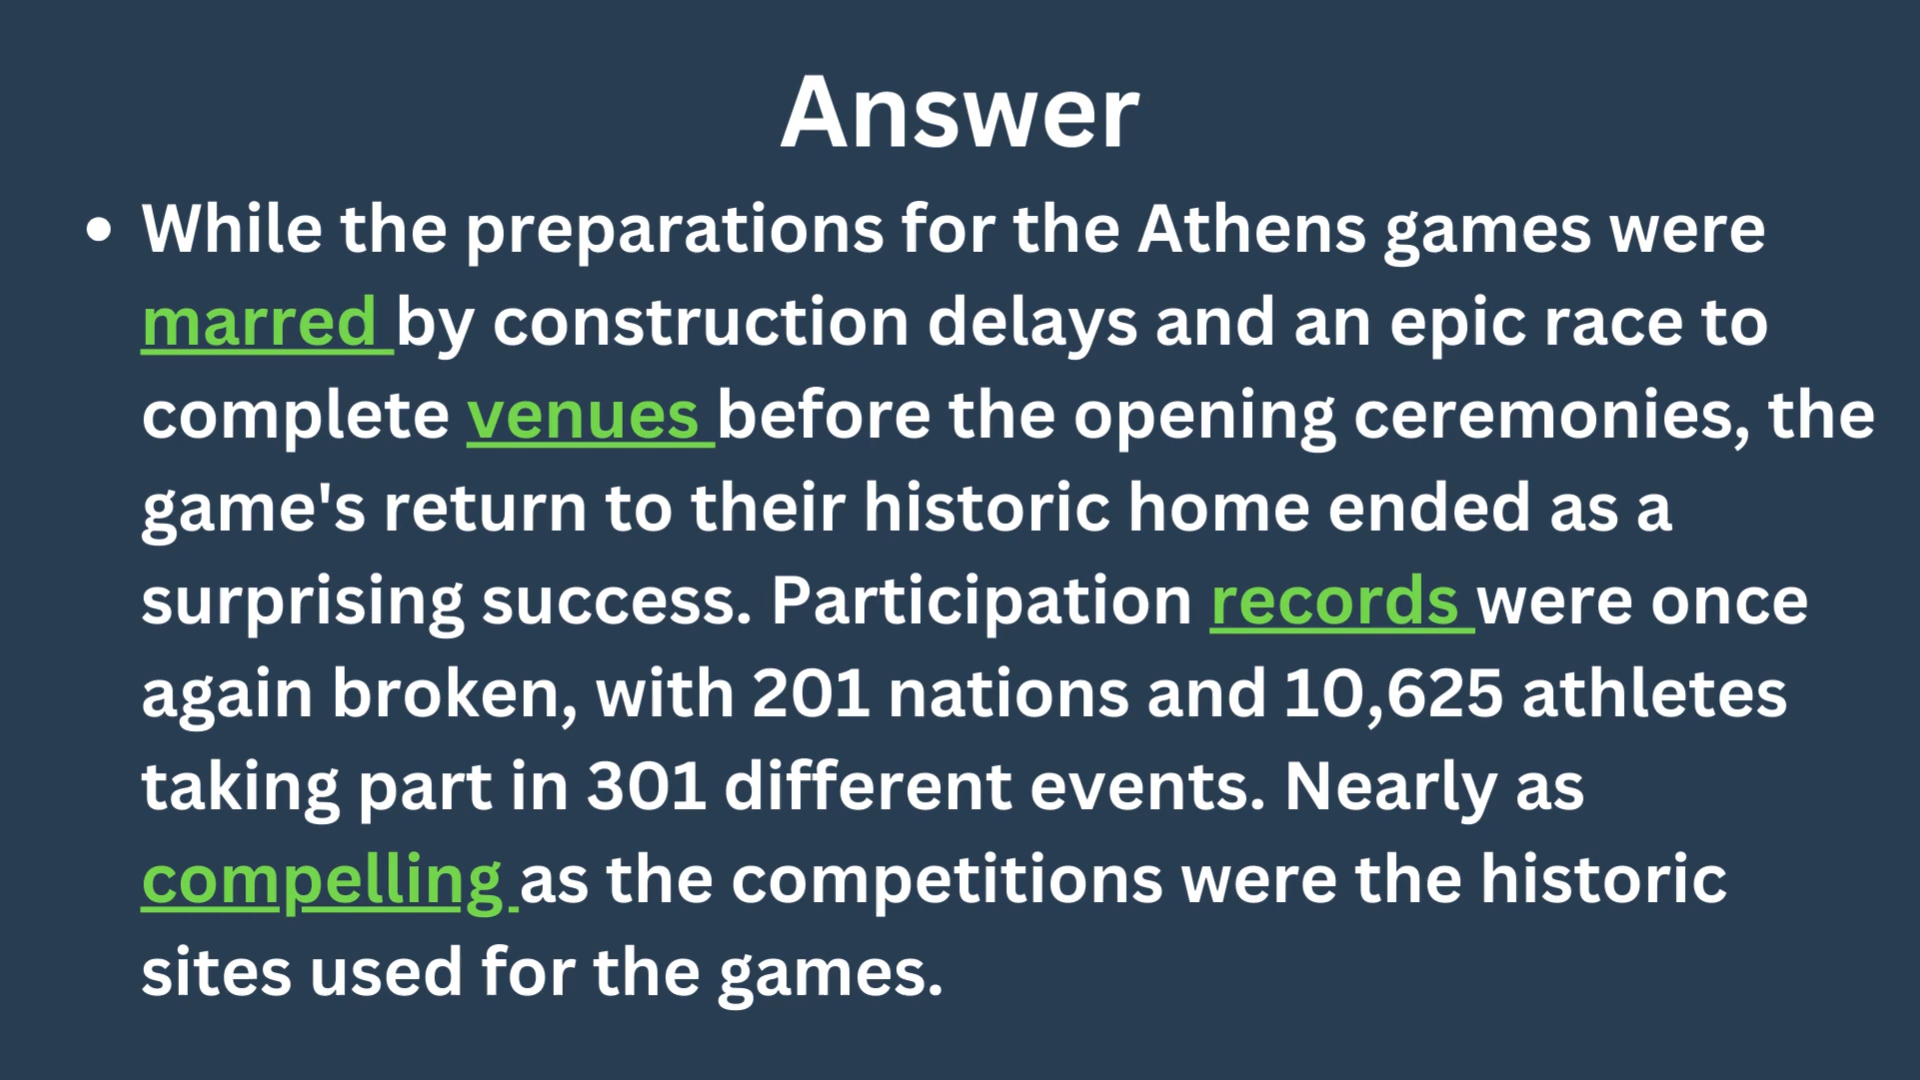 Answer
• While the preparations for the Athens games were
marred by construction delays and an epic race to
complete venues before the opening ceremonies, the
game's return to their historic home ended as a
surprising success. Participation records were once
again broken, with 201 nations and 10,625 athletes
taking part in 301 different events. Nearly as
compelling as the competitions were the historic
sites used for the games.